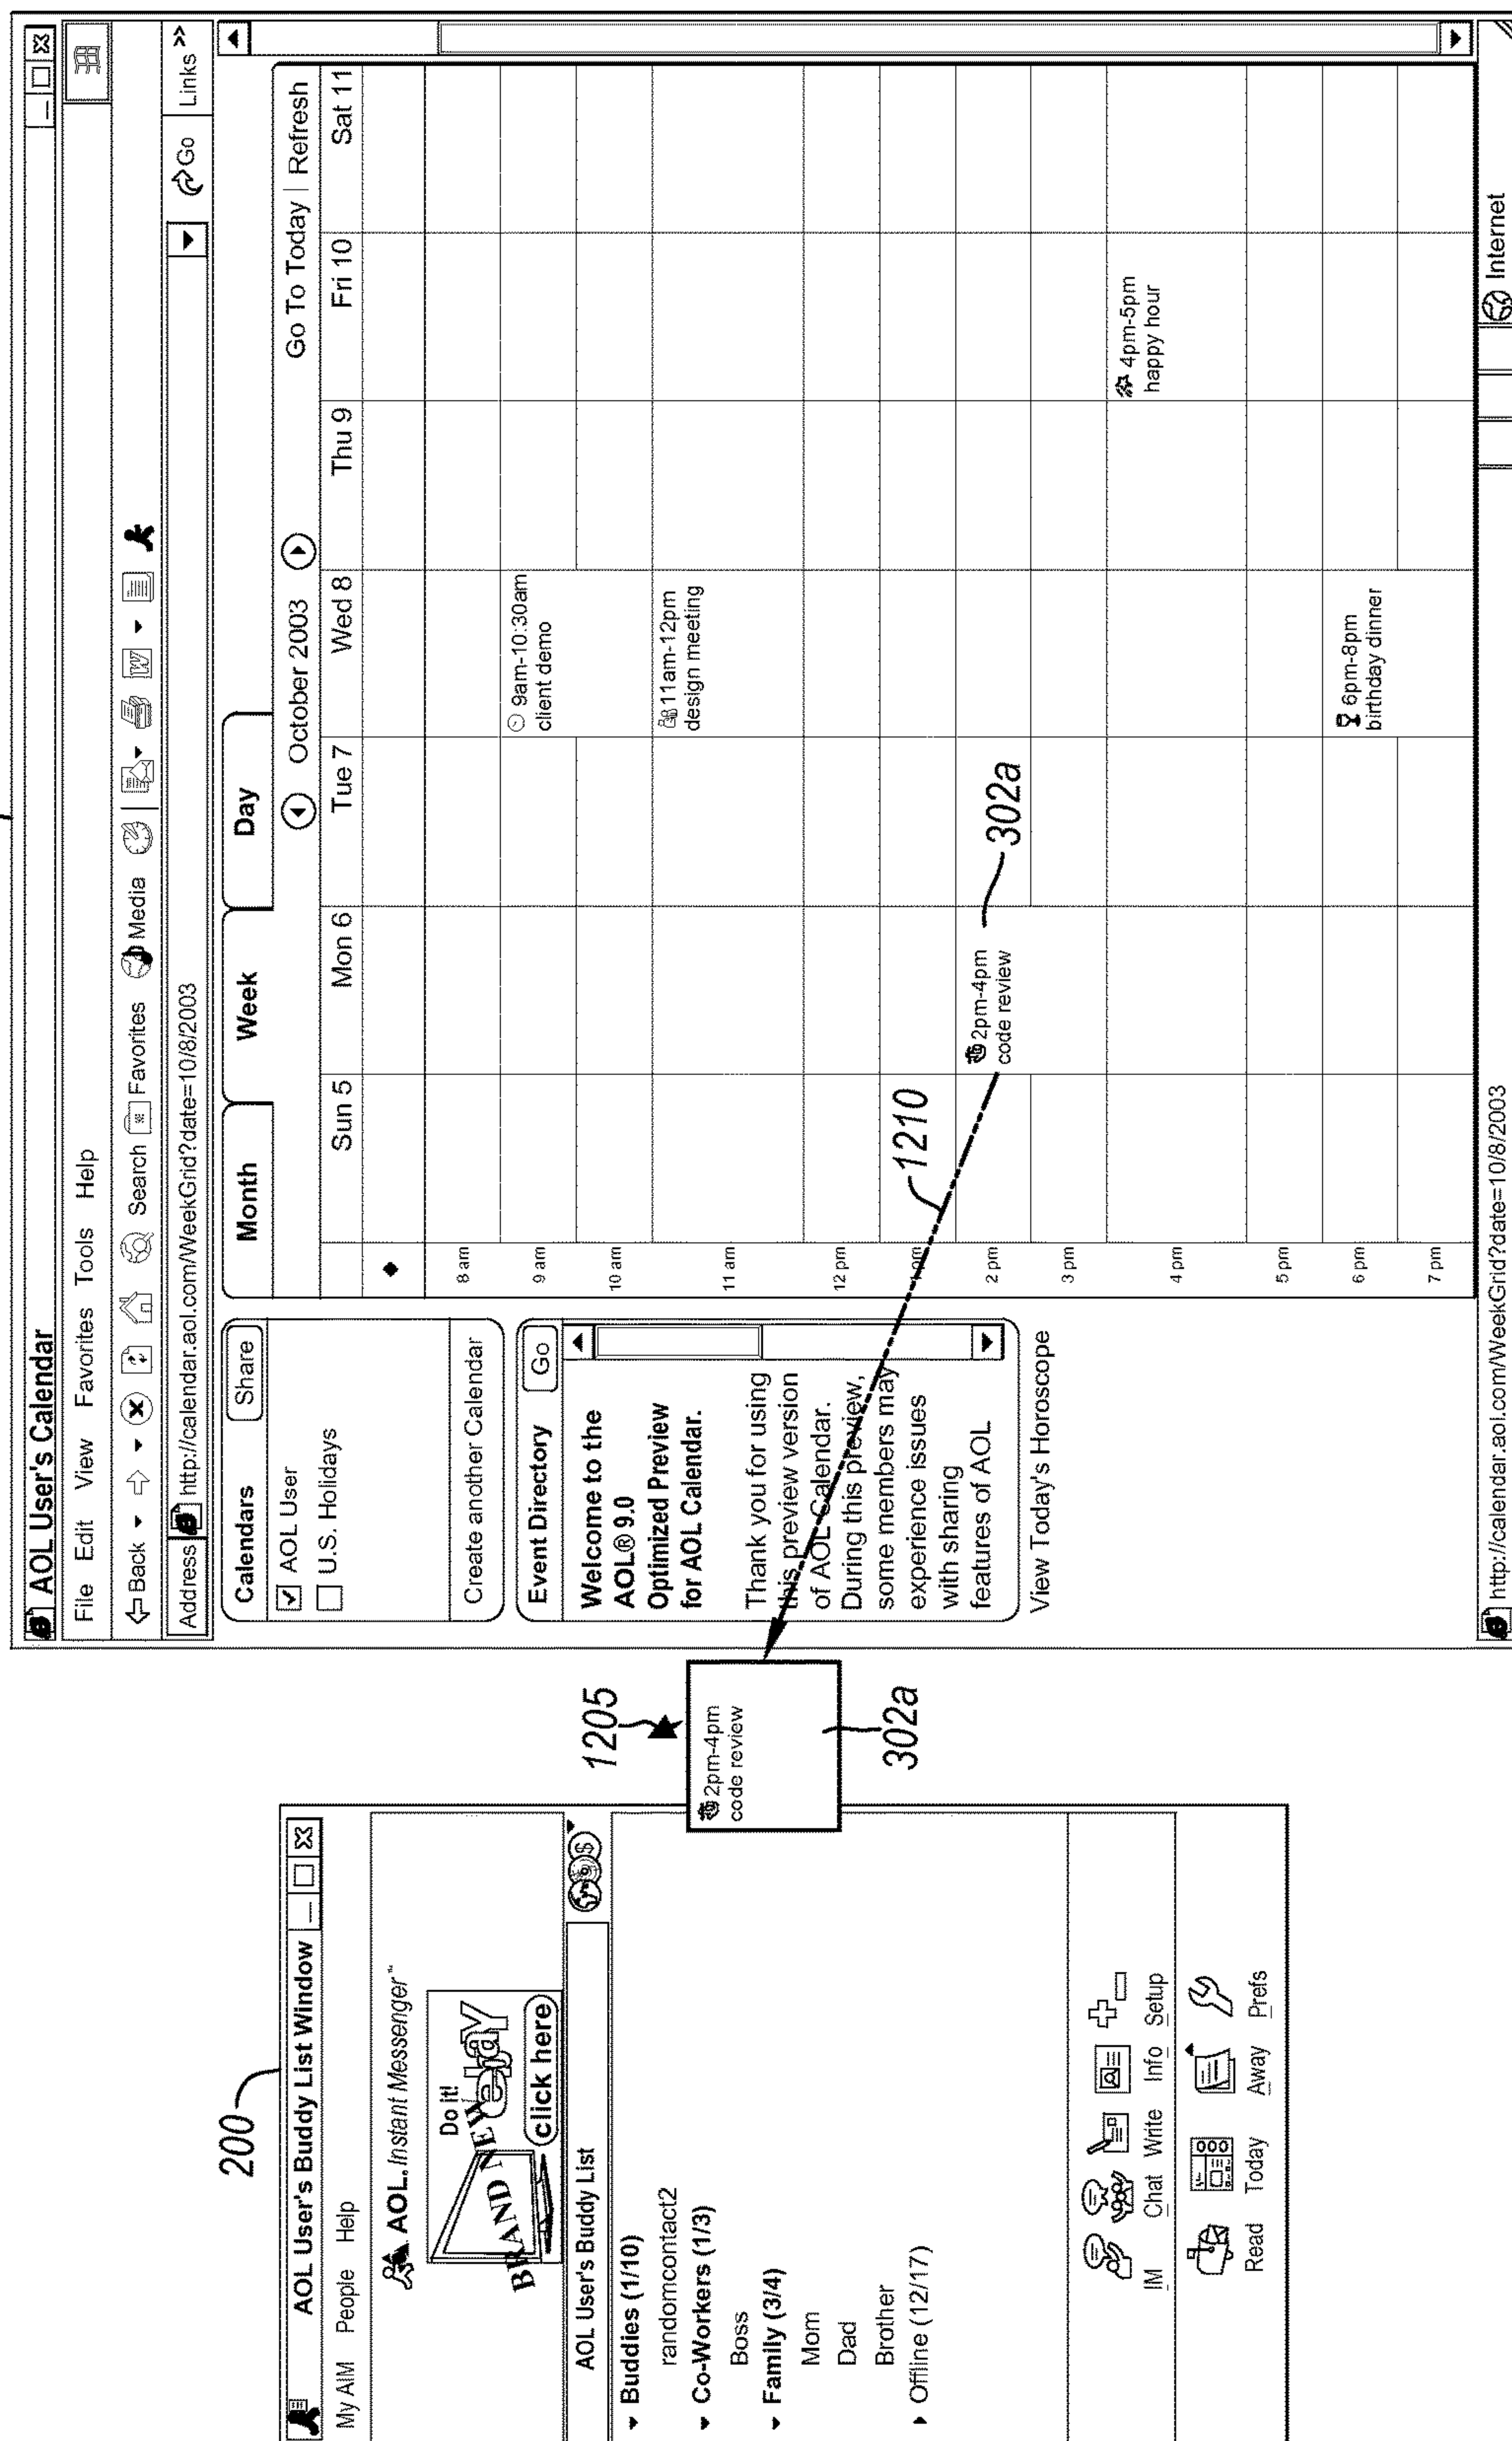 200
AOL User's Buddy List Window
My AIM People Help
AOL Instant Messenger™
Do it!
BRAND NEW
ebay
click here
AOL User's Buddy List
Buddies (1/10)
randomcontact2
Co-Workers (1/3)
Boss
Family (3/4)
Mom
Dad
Brother
Offline (12/17)
IM Chat Write Info Setup
Read Today Away Prefs
1205
2pm-4pm
code review
302a
AOL User's Calendar
File Edit View Favorites Tools Help
Back Search Favorites Media W
Address http://calendar.aol.com/WeekGrid?date=10/8/2003 Go Links >>
Calendars Share
AOL User
U.S. Holidays
Create another Calendar
Event Directory Go
Welcome to the
AOL® 9.0
Optimized Preview
for AOL Calendar.
Thank you for using
this preview version
of AOL Calendar.
During this preview,
some members may
experience issues
with sharing
features of AOL
View Today's Horoscope
Month Week Day
October 2003 Go To Today | Refresh
Sun 5 Mon 6 Tue 7 Wed 8 Thu 9 Fri 10 Sat 11
8 am
9 am
9am-10:30am
client demo
10 am
11 am
11am-12pm
design meeting
12 pm
1 pm
1210
2 pm
2pm-4pm
code review
302a
3 pm
4 pm
4pm-5pm
happy hour
5 pm
6 pm
6pm-8pm
birthday dinner
7 pm
http://calendar.aol.com/WeekGrid?date=10/8/2003 Internet